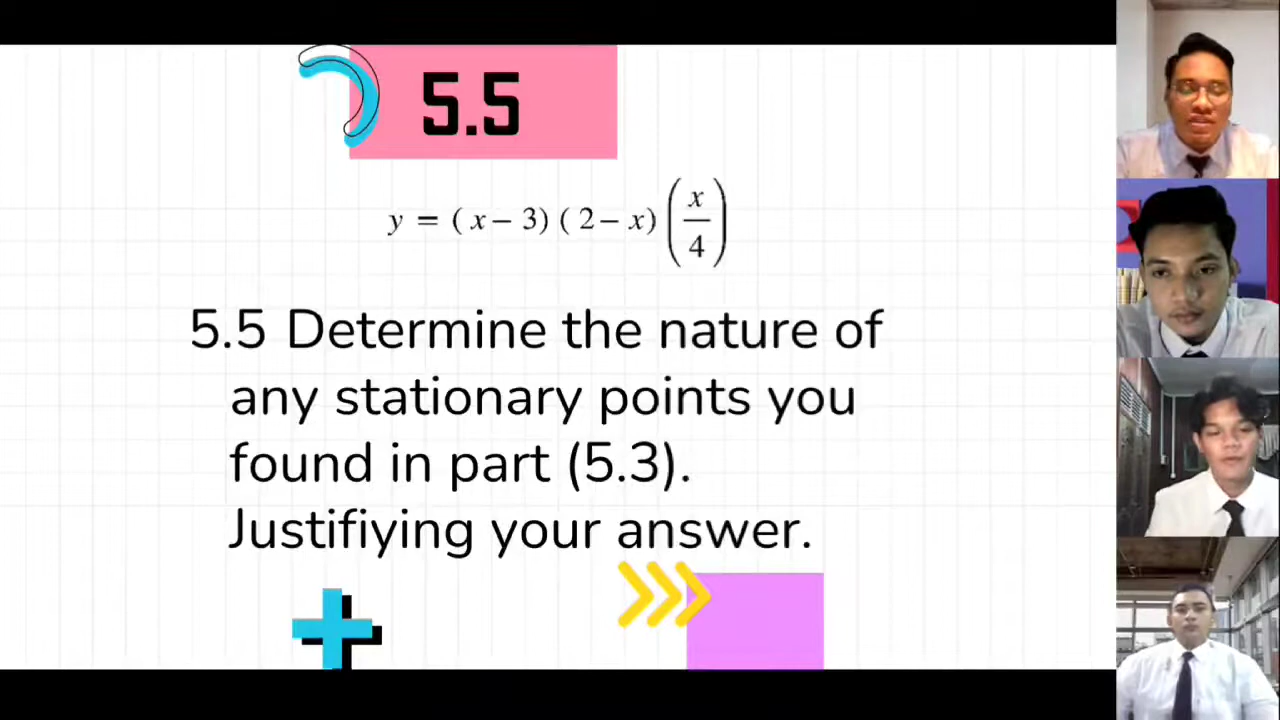 5.5
y = (x − 3) (2 − x) (x/4)
5.5 Determine the nature of
any stationary points you
found in part (5.3).
Justifiying your answer.